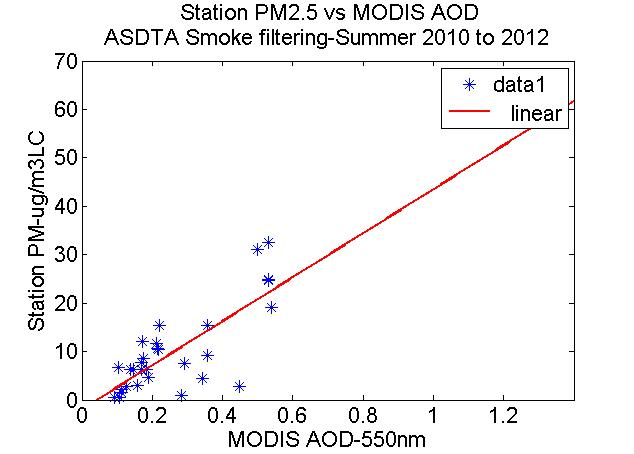 Station PM2.5 vs MODIS AOD
ASDTA Smoke filtering-Summer 2010 to 2012
70
60
50
40
30
20
10
0
Station PM-ug/m3LC
data1
linear
0 0.2 0.4 0.6 0.8 1 1.2
MODIS AOD-550nm